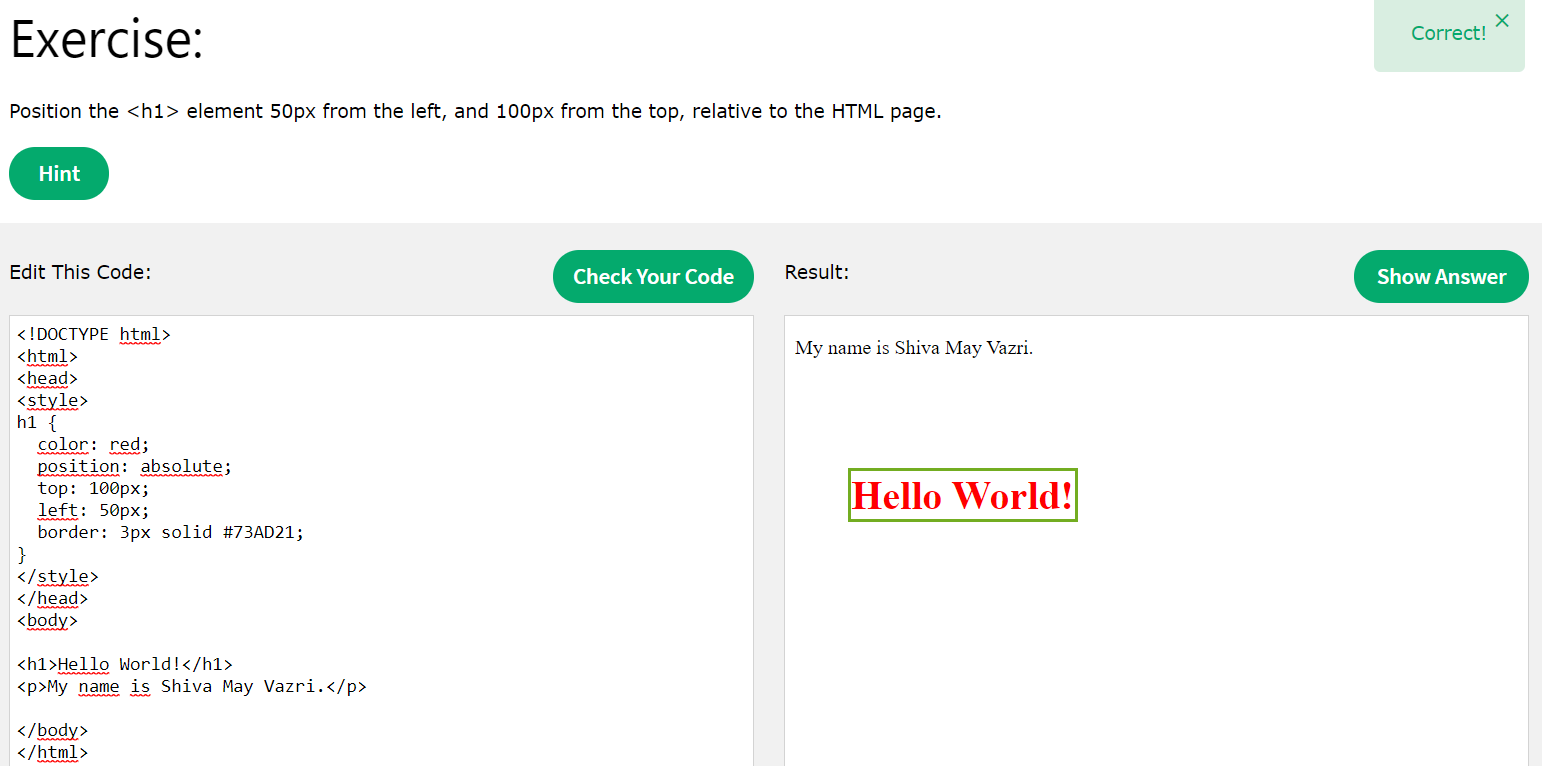 Exercise:
Correct! ×
Position the <h1> element 50px from the left, and 100px from the top, relative to the HTML page.
Hint
Edit This Code:
Check Your Code
Result:
Show Answer
<!DOCTYPE html>
<html>
<head>
<style>
h1 {
  color: red;
  position: absolute;
  top: 100px;
  left: 50px;
  border: 3px solid #73AD21;
}
</style>
</head>
<body>

<h1>Hello World!</h1>
<p>My name is Shiva May Vazri.</p>

</body>
</html>
My name is Shiva May Vazri.
Hello World!